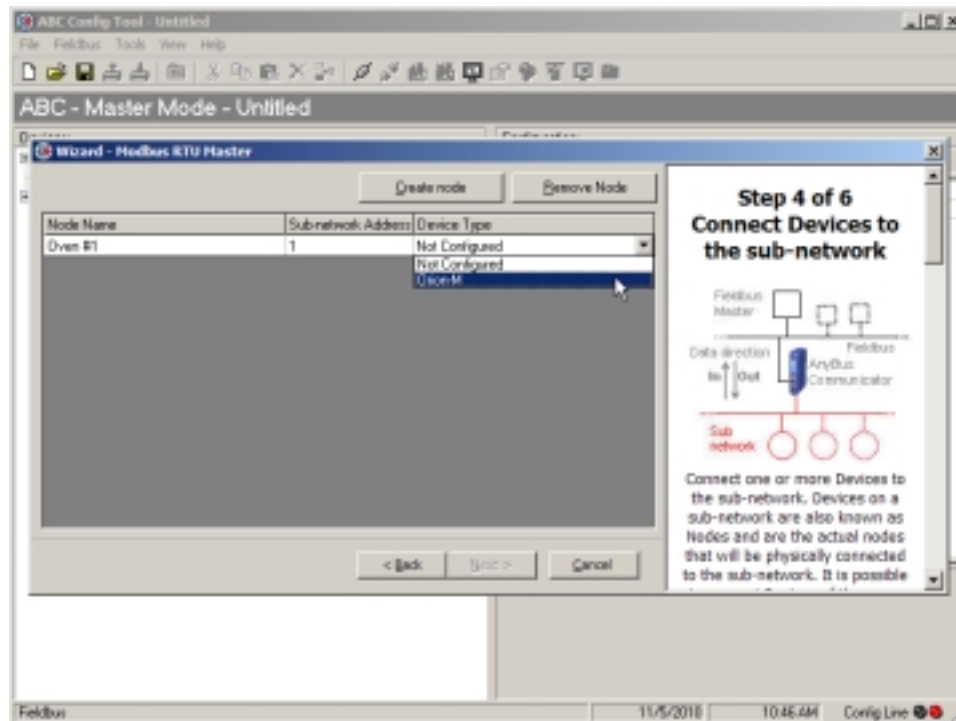 ABC Config Tool - Untitled
File Fieldbus Tools View Help
ABC - Master Mode - Untitled
Wizard - Modbus RTU Master
Create node Remove Node
Node Name Sub-network Address Device Type
Oven #1 1 Not Configured
Not Configured
Orion-M
< Back Next > Cancel
Step 4 of 6
Connect Devices to
the sub-network
Fieldbus
Master
Fieldbus
Data direction
In Out
AnyBus
Communicator
Sub
network
Connect one or more Devices to
the sub-network. Devices on a
sub-network are also known as
Nodes and are the actual nodes
that will be physically connected
to the sub-network. It is possible
Fieldbus 11/5/2010 10:46 AM Config Line